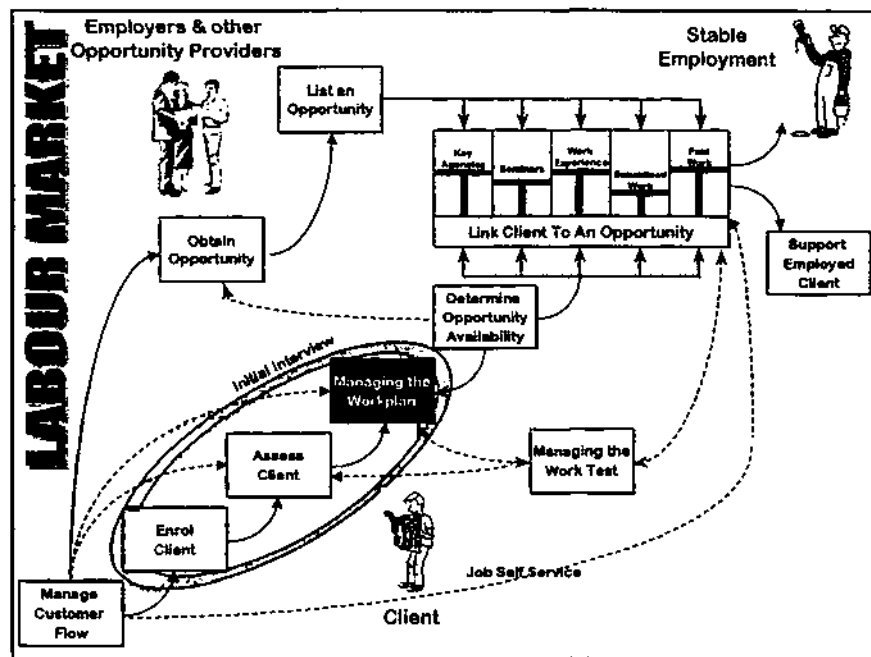 LABOUR MARKET
Employers & other
Opportunity Providers
Stable
Employment
List an
Opportunity
Key
Agencies
Seminars
Work
Experience
Subsidised
Work
Paid
Work
Link Client To An Opportunity
Obtain
Opportunity
Support
Employed
Client
Determine
Opportunity
Availability
Initial Interview
Managing the
Workplan
Assess
Client
Managing the
Work Test
Enrol
Client
Job Self Service
Manage
Customer
Flow
Client